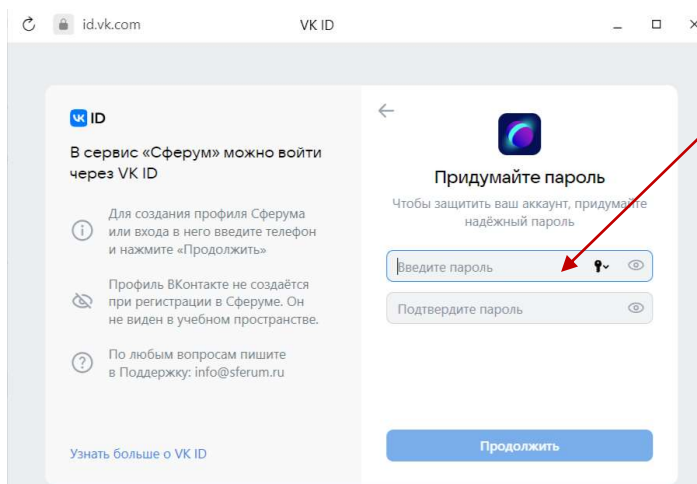 id.vk.com
VK ID
VK ID
В сервис «Сферум» можно войти
через VK ID
Для создания профиля Сферума
или входа в него введите телефон
и нажмите «Продолжить»
Профиль ВКонтакте не создаётся
при регистрации в Сферуме. Он
не виден в учебном пространстве.
По любым вопросам пишите
в Поддержку: info@sferum.ru
Узнать больше о VK ID
Придумайте пароль
Чтобы защитить ваш аккаунт, придумайте
надёжный пароль
Введите пароль
Подтвердите пароль
Продолжить